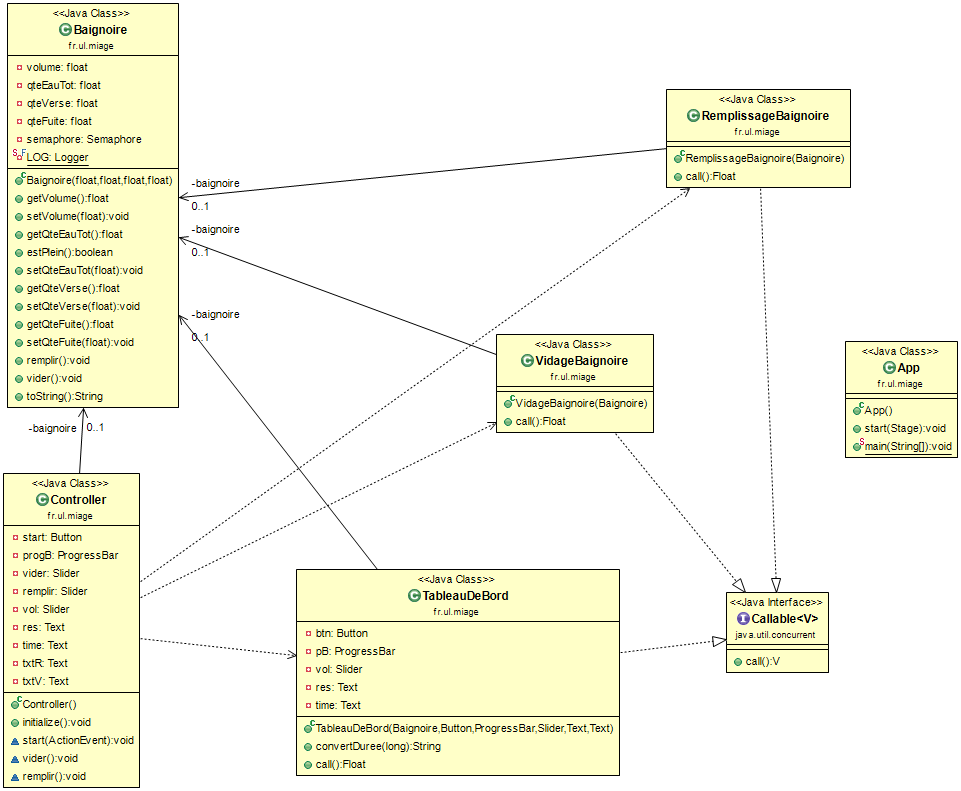 <<Java Class>>
Baignoire
fr.ul.miage
volume: float
qteEauTot: float
qteVerse: float
qteFuite: float
semaphore: Semaphore
LOG: Logger
Baignoire(float,float,float,float)
getVolume():float
setVolume(float):void
getQteEauTot():float
estPlein():boolean
setQteEauTot(float):void
getQteVerse():float
setQteVerse(float):void
getQteFuite():float
setQteFuite(float):void
remplir():void
vider():void
toString():String
-baignoire
0..1
-baignoire
0..1
-baignoire
0..1
-baignoire
0..1
<<Java Class>>
RemplissageBaignoire
fr.ul.miage
RemplissageBaignoire(Baignoire)
call():Float
<<Java Class>>
VidageBaignoire
fr.ul.miage
VidageBaignoire(Baignoire)
call():Float
<<Java Class>>
App
fr.ul.miage
App()
start(Stage):void
main(String[]):void
<<Java Class>>
Controller
fr.ul.miage
start: Button
progB: ProgressBar
vider: Slider
remplir: Slider
vol: Slider
res: Text
time: Text
txtR: Text
txtV: Text
Controller()
initialize():void
start(ActionEvent):void
vider():void
remplir():void
<<Java Class>>
TableauDeBord
fr.ul.miage
btn: Button
pB: ProgressBar
vol: Slider
res: Text
time: Text
TableauDeBord(Baignoire,Button,ProgressBar,Slider,Text,Text)
convertDuree(long):String
call():Float
<<Java Interface>>
Callable<V>
java.util.concurrent
call():V